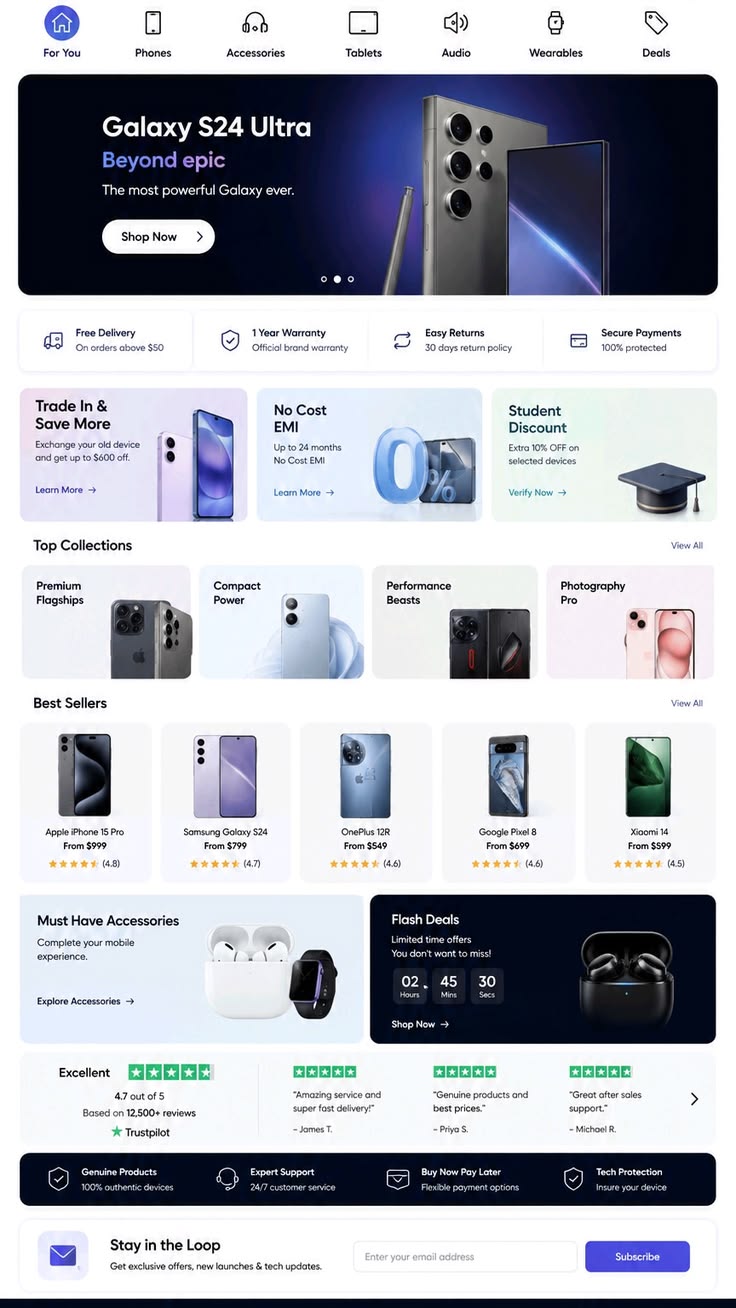 For You
Phones
Accessories
Tablets
Audio
Wearables
Deals
Galaxy S24 Ultra
Beyond epic
The most powerful Galaxy ever.
Shop Now
Free Delivery
On orders above $50
1 Year Warranty
Official brand warranty
Easy Returns
30 days return policy
Secure Payments
100% protected
Trade In &
Save More
Exchange your old device
and get up to $600 off.
Learn More →
No Cost
EMI
Up to 24 months
No Cost EMI
Learn More →
0%
Student
Discount
Extra 10% OFF on
selected devices
Verify Now →
Top Collections
View All
Premium
Flagships
Compact
Power
Performance
Beasts
Photography
Pro
Best Sellers
View All
Apple iPhone 15 Pro
From $999
(4.8)
Samsung Galaxy S24
From $799
(4.7)
OnePlus 12R
From $549
(4.6)
Google Pixel 8
From $699
(4.6)
Xiaomi 14
From $599
(4.5)
Must Have Accessories
Complete your mobile
experience.
Explore Accessories →
Flash Deals
Limited time offers
You don't want to miss!
02 45 30
Hours Mins Secs
Shop Now →
Excellent
4.7 out of 5
Based on 12,500+ reviews
Trustpilot
"Amazing service and
super fast delivery!"
– James T.
"Genuine products and
best prices."
– Priya S.
"Great after sales
support."
– Michael R.
Genuine Products
100% authentic devices
Expert Support
24/7 customer service
Buy Now Pay Later
Flexible payment options
Tech Protection
Insure your device
Stay in the Loop
Get exclusive offers, new launches & tech updates.
Enter your email address
Subscribe